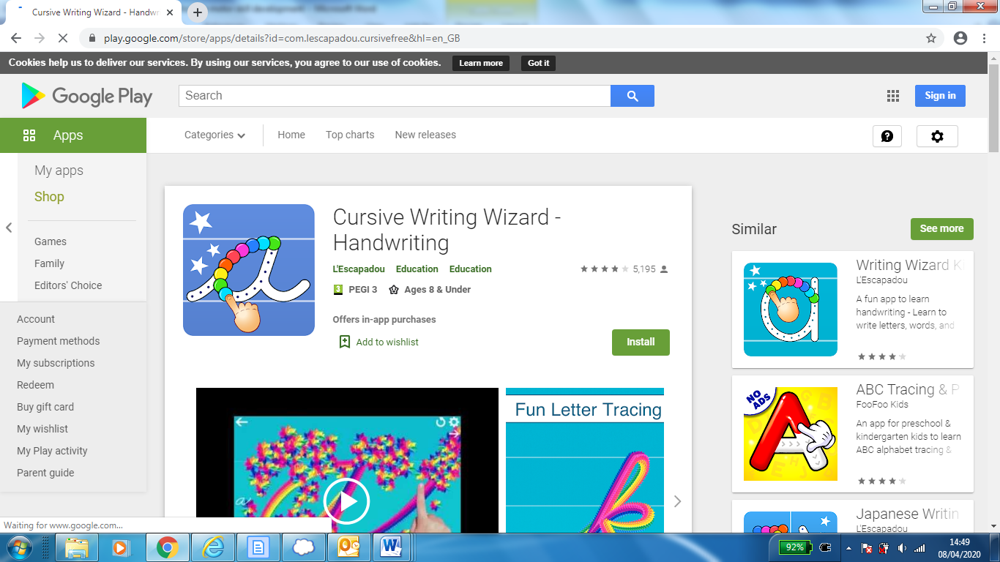 Cursive Writing Wizard - Handwr
play.google.com/store/apps/details?id=com.lescapadou.cursivefree&hl=en_GB
Cookies help us to deliver our services. By using our services, you agree to our use of cookies. Learn more Got it
Google Play
Search
Sign in
Apps
Categories Home Top charts New releases
My apps
Shop
Games
Family
Editors' Choice
Account
Payment methods
My subscriptions
Redeem
Buy gift card
My wishlist
My Play activity
Parent guide
Cursive Writing Wizard -
Handwriting
L'Escapadou Education Education
5,195
3 PEGI 3 Ages 8 & Under
Offers in-app purchases
Add to wishlist
Install
Fun Letter Tracing
Similar
See more
Writing Wizard Ki
L'Escapadou
A fun app to learn
handwriting - Learn to
write letters, words, and
NO
ADS
ABC Tracing & P
FooFoo Kids
An app for preschool &
kindergarten kids to learn
ABC alphabet tracing &
Japanese Writin
L'Escapadou
Waiting for www.google.com...
92%
14:49
08/04/2020